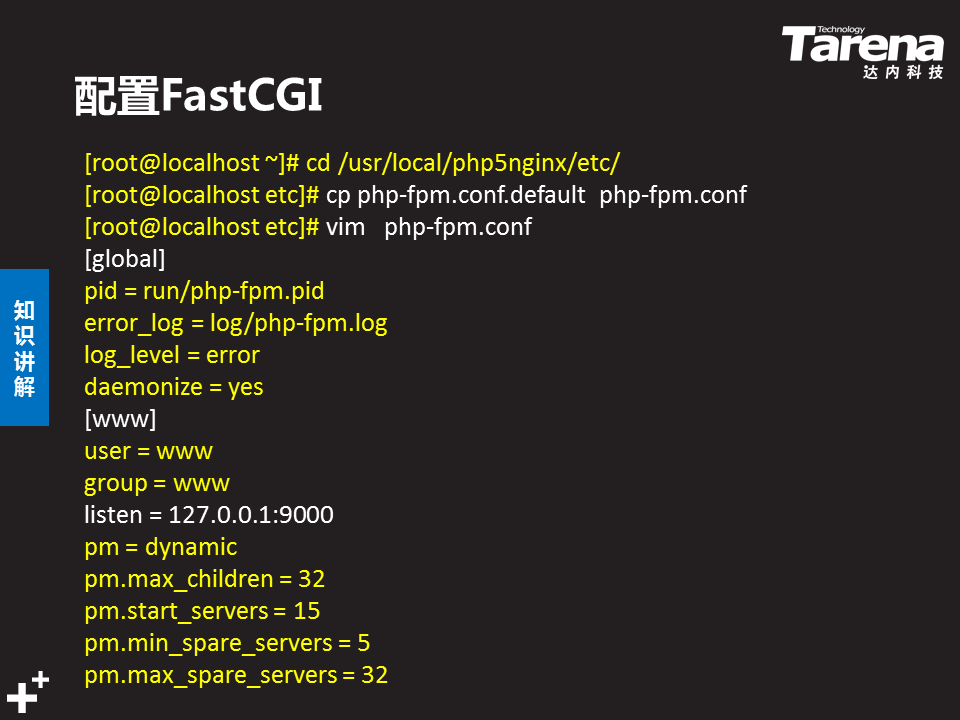 Technology
Tarena
达内科技
配置FastCGI
[root@localhost ~]# cd /usr/local/php5nginx/etc/
[root@localhost etc]# cp php-fpm.conf.default  php-fpm.conf
[root@localhost etc]# vim   php-fpm.conf
[global]
pid = run/php-fpm.pid
error_log = log/php-fpm.log
log_level = error
daemonize = yes
[www]
user = www
group = www
listen = 127.0.0.1:9000
pm = dynamic
pm.max_children = 32
pm.start_servers = 15
pm.min_spare_servers = 5
pm.max_spare_servers = 32
知识讲解